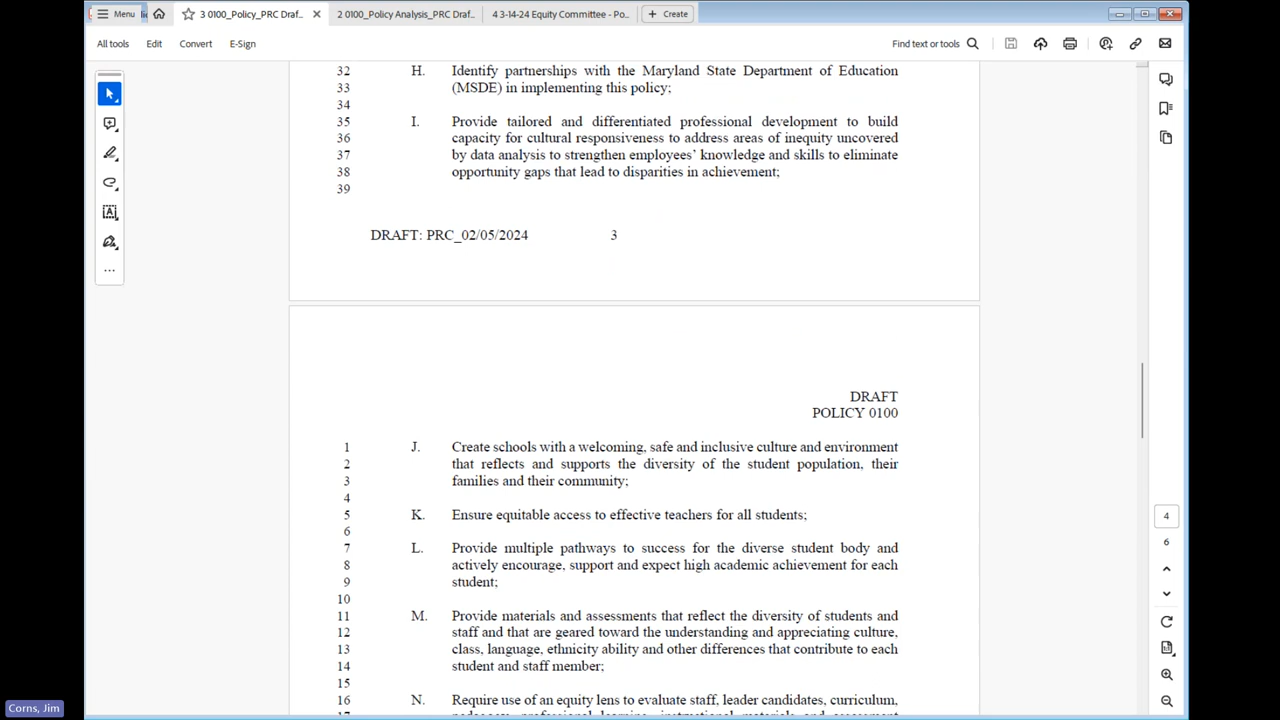 Menu
3 0100_Policy_PRC Draf...
2 0100_Policy Analysis_PRC Draf...
4 3-14-24 Equity Committee - Po...
Create
All tools
Edit
Convert
E-Sign
Find text or tools
32 H. Identify partnerships with the Maryland State Department of Education
33 (MSDE) in implementing this policy;
34
35 I. Provide tailored and differentiated professional development to build
36 capacity for cultural responsiveness to address areas of inequity uncovered
37 by data analysis to strengthen employees’ knowledge and skills to eliminate
38 opportunity gaps that lead to disparities in achievement;
39
DRAFT: PRC_02/05/2024 3
DRAFT
POLICY 0100
1 J. Create schools with a welcoming, safe and inclusive culture and environment
2 that reflects and supports the diversity of the student population, their
3 families and their community;
4
5 K. Ensure equitable access to effective teachers for all students;
6
7 L. Provide multiple pathways to success for the diverse student body and
8 actively encourage, support and expect high academic achievement for each
9 student;
10
11 M. Provide materials and assessments that reflect the diversity of students and
12 staff and that are geared toward the understanding and appreciating culture,
13 class, language, ethnicity ability and other differences that contribute to each
14 student and staff member;
15
16 N. Require use of an equity lens to evaluate staff, leader candidates, curriculum,
4
6
Corns, Jim